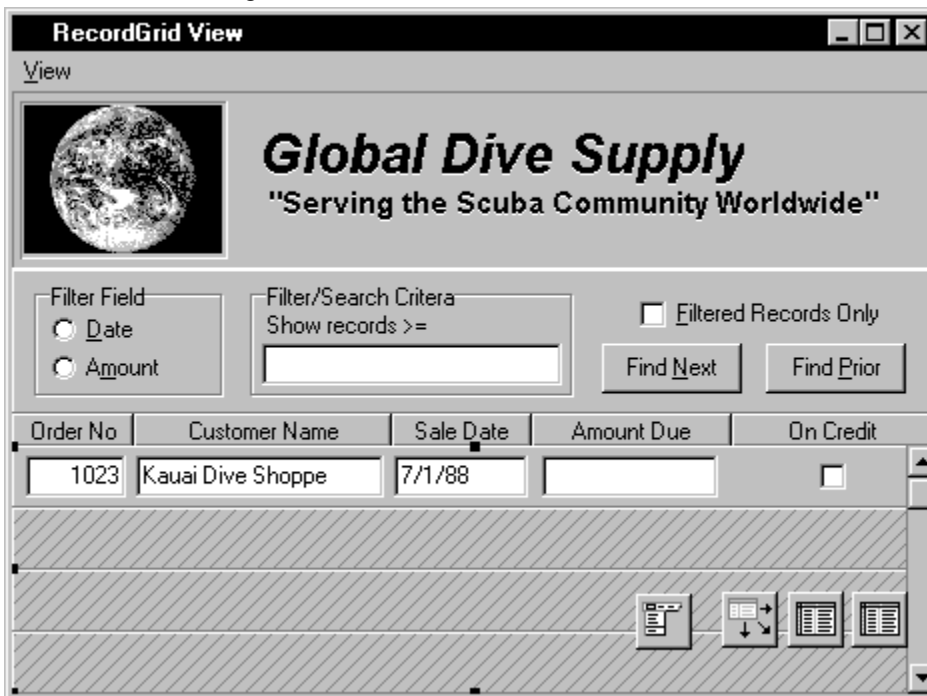 RecordGrid View
View
Global Dive Supply
"Serving the Scuba Community Worldwide"
Filter Field
Date
Amount
Filter/Search Critera
Show records >=
Filtered Records Only
Find Next
Find Prior
Order No Customer Name Sale Date Amount Due On Credit
1023 Kauai Dive Shoppe 7/1/88